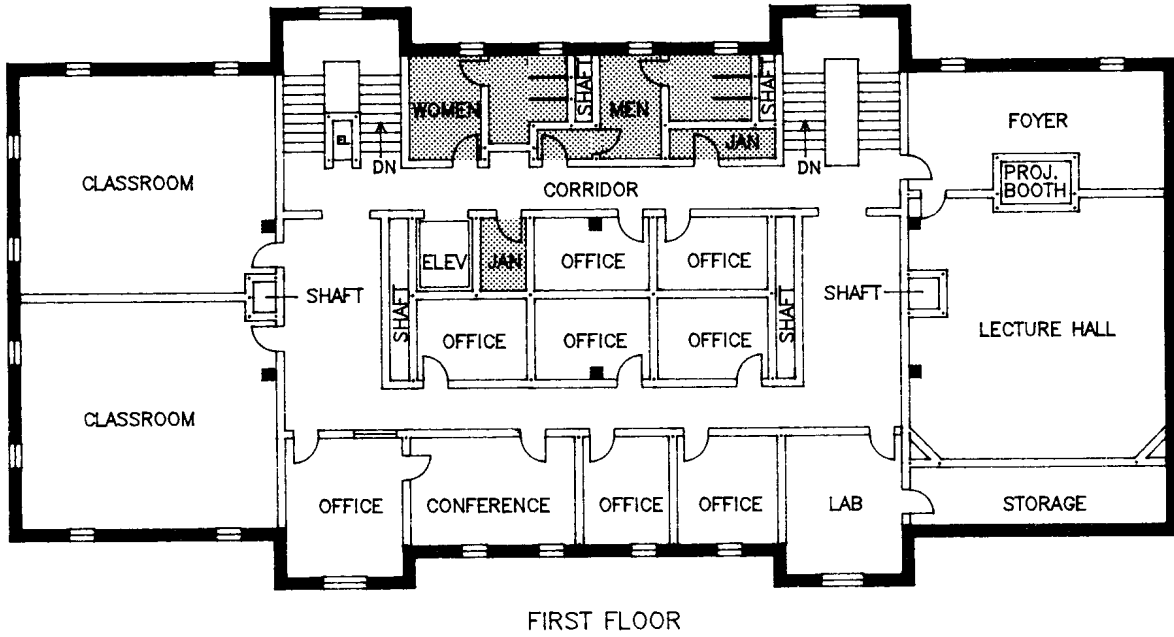 SHAFT
SHAFT
WOMEN
MEN
JAN
FOYER
EL
DN
DN
CLASSROOM
CORRIDOR
PROJ.
BOOTH
ELEV
JAN
OFFICE
OFFICE
SHAFT
SHAFT
SHAFT
SHAFT
OFFICE
OFFICE
OFFICE
LECTURE HALL
CLASSROOM
OFFICE
CONFERENCE
OFFICE
OFFICE
LAB
STORAGE
FIRST FLOOR